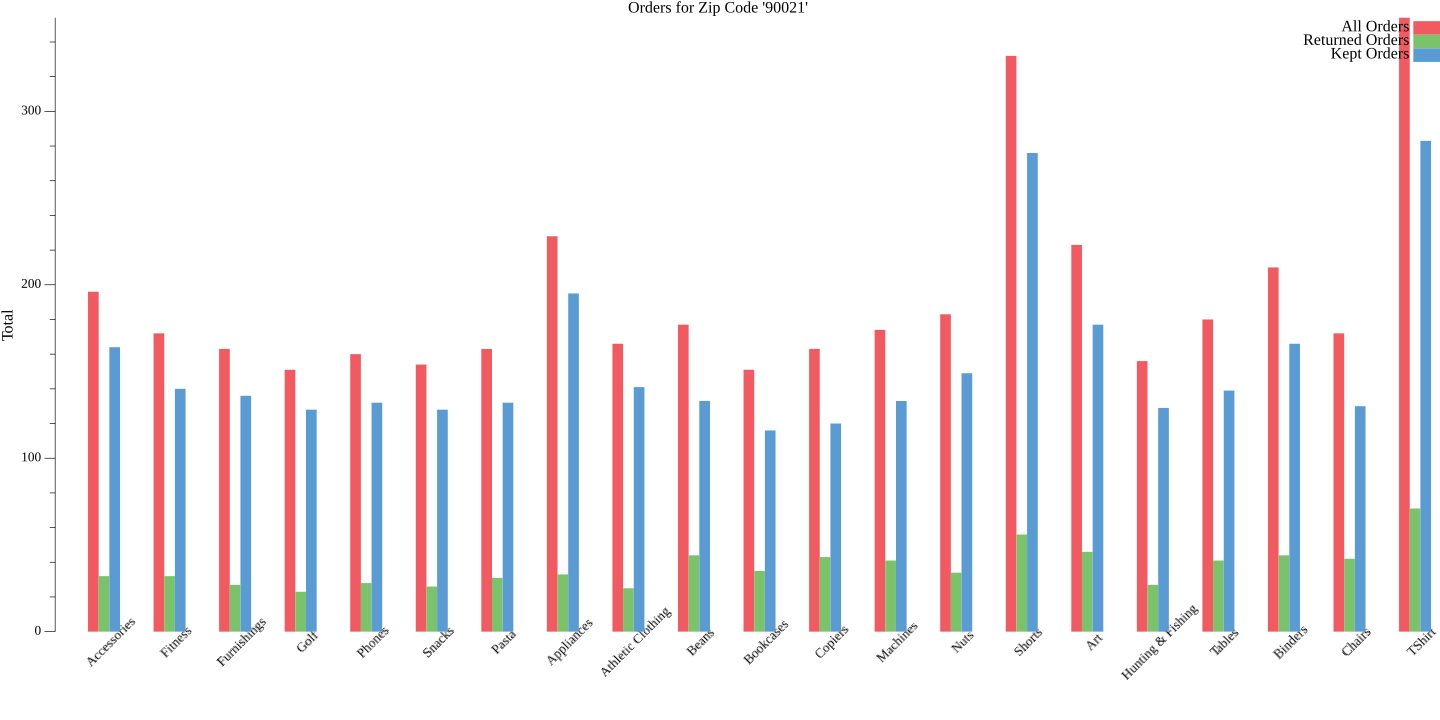 Orders for Zip Code '90021'
All Orders
Returned Orders
Kept Orders
Total
300
200
100
0
Accessories
Fitness
Furnishings
Golf
Phones
Snacks
Pasta
Appliances
Athletic Clothing
Beans
Bookcases
Copiers
Machines
Nuts
Shorts
Art
Hunting & Fishing
Tables
Binders
Chairs
TShirt